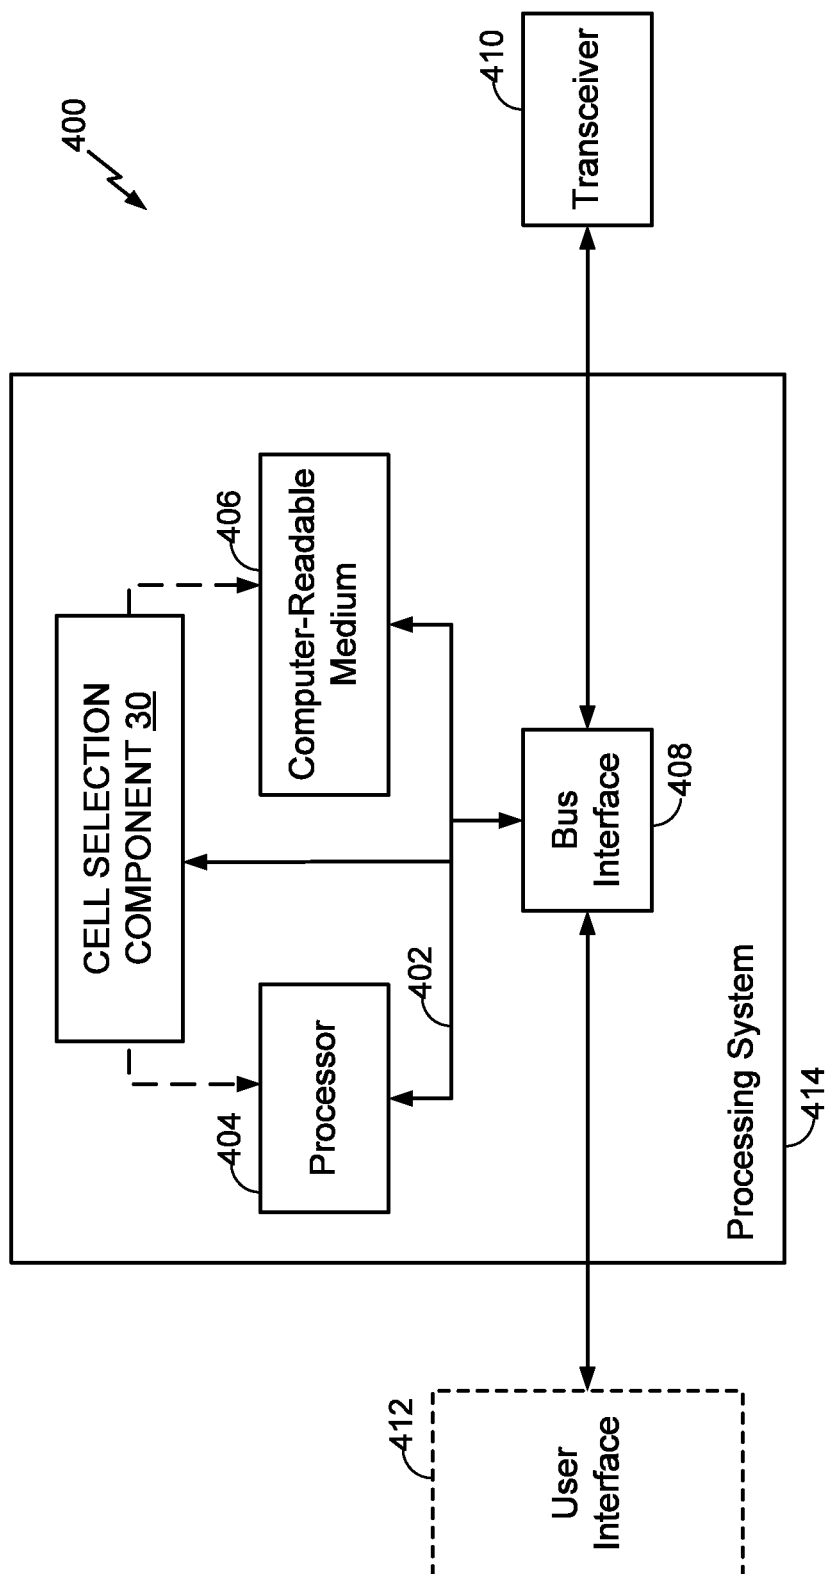 400
CELL SELECTION
COMPONENT 30
404
Processor
406
Computer-Readable
Medium
402
412
User
Interface
Bus
Interface
408
410
Transceiver
Processing System
414